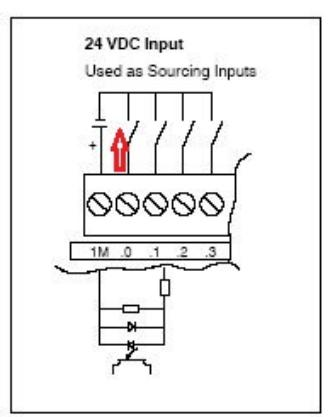 24 VDC Input
Used as Sourcing Inputs
+
1M .0 .1 .2 .3